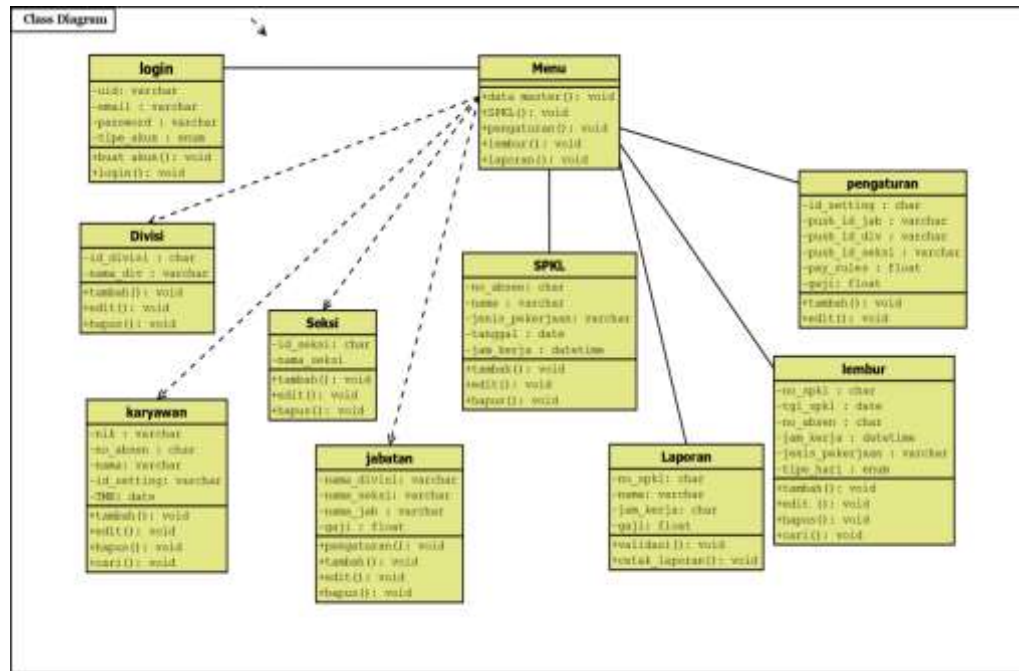 Class Diagram
login
-uid: varchar
-email : varchar
-password : varchar
-tipe_akun : enum
+buat akun(): void
+login(): void
Menu
+data master(): void
+SPKL(): void
+pengaturan(): void
+lembur(): void
+laporan(): void
Divisi
-id_divisi : char
-nama_div : varchar
+tambah(): void
+edit(): void
+hapus(): void
Seksi
-id_seksi: char
-nama_seksi
+tambah(): void
+edit(): void
+hapus(): void
SPKL
-no_absen: char
-nama : varchar
-jenis_pekerjaan: varchar
-tanggal : date
-jam_kerja : datetime
+tambah(): void
+edit(): void
+hapus(): void
pengaturan
-id_setting : char
-push_id_jab : varchar
-push_id_div : varchar
-push_id_seksi : varchar
-pay_rules : float
-gaji: float
+tambah(): void
+edit(): void
karyawan
-nik : varchar
-no_absen : char
-nama: varchar
-id_setting: varchar
-TMK: date
+tambah(): void
+edit(): void
+hapus(): void
+cari(): void
jabatan
-nama_divisi: varchar
-nama_seksi: varchar
-nama_jab : varchar
-gaji : float
+pengaturan(): void
+tambah(): void
+edit(): void
+hapus(): void
Laporan
-no_spkl: char
-nama: varchar
-jam_kerja: char
-gaji: float
+validasi(): void
+cetak_laporan(): void
lembur
-no_spkl : char
-tgl_spkl : date
-no_absen : char
-jam_kerja : datetime
-jenis_pekerjaan : varchar
-tipe_hari : enum
+tambah(): void
+edit (): void
+hapus(): void
+cari(): void